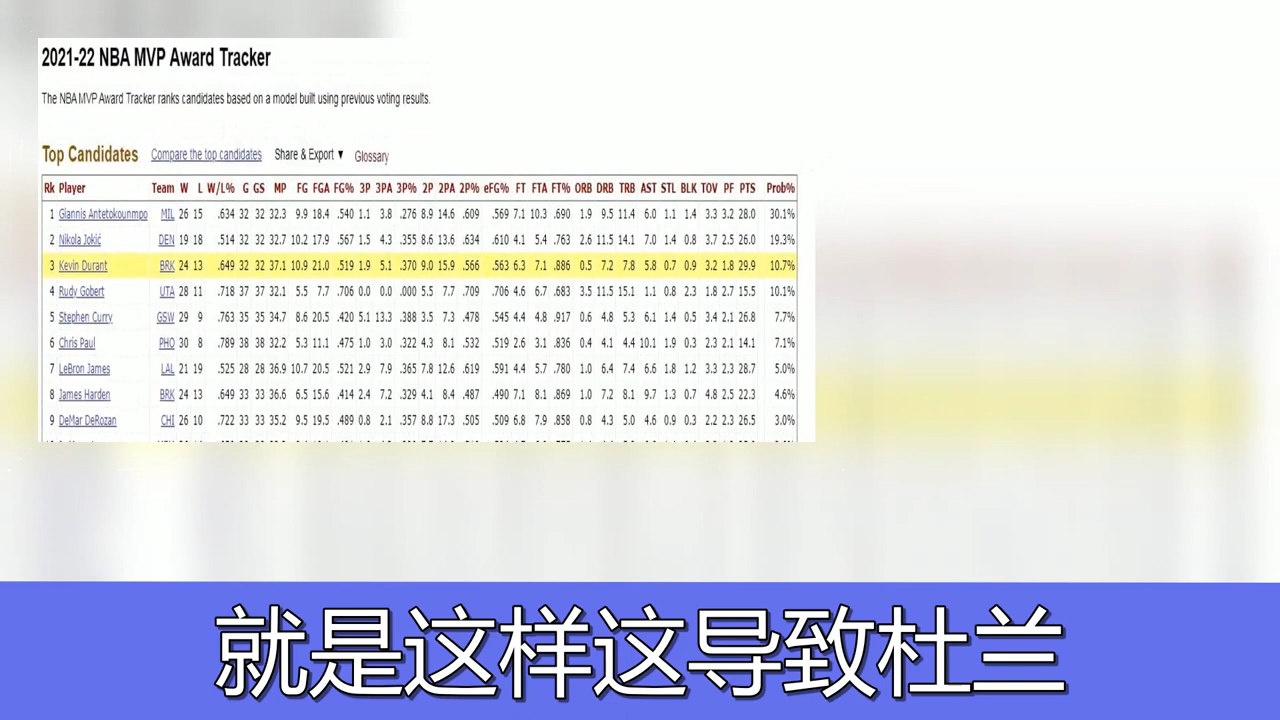 2021-22 NBA MVP Award Tracker
The NBA MVP Award Tracker ranks candidates based on a model built using previous voting results.
Top Candidates Compare the top candidates Share & Export ▼ Glossary
Rk Player Team W L W/L% G GS MP FG FGA FG% 3P 3PA 3P% 2P 2PA 2P% eFG% FT FTA FT% ORB DRB TRB AST STL BLK TOV PF PTS Prob%
1 Giannis Antetokounmpo MIL 26 15 .634 32 32 32.3 9.9 18.4 .540 1.1 3.8 .276 8.9 14.6 .609 .569 7.1 10.3 .690 1.9 9.5 11.4 6.0 1.1 1.4 3.3 3.2 28.0 30.1%
2 Nikola Jokić DEN 19 18 .514 32 32 32.7 10.2 17.9 .567 1.5 4.3 .355 8.6 13.6 .634 .610 4.1 5.4 .763 2.6 11.5 14.1 7.0 1.4 0.8 3.7 2.5 26.0 19.3%
3 Kevin Durant BRK 24 13 .649 32 32 37.1 10.9 21.0 .519 1.9 5.1 .370 9.0 15.9 .566 .563 6.3 7.1 .886 0.5 7.2 7.8 5.8 0.7 0.9 3.2 1.8 29.9 10.7%
4 Rudy Gobert UTA 28 11 .718 37 37 32.1 5.5 7.7 .706 0.0 0.0 .000 5.5 7.7 .709 .706 4.6 6.7 .683 3.5 11.5 15.1 1.1 0.8 2.3 1.8 2.7 15.5 10.1%
5 Stephen Curry GSW 29 9 .763 35 35 34.7 8.6 20.5 .420 5.1 13.3 .388 3.5 7.3 .478 .545 4.4 4.8 .917 0.6 4.8 5.3 6.1 1.4 0.5 3.4 2.1 26.8 7.7%
6 Chris Paul PHO 30 8 .789 38 38 32.2 5.3 11.1 .475 1.0 3.0 .322 4.3 8.1 .532 .519 2.6 3.1 .836 0.4 4.1 4.4 10.1 1.9 0.3 2.3 2.1 14.1 7.1%
7 LeBron James LAL 21 19 .525 28 28 36.9 10.7 20.5 .521 2.9 7.9 .365 7.8 12.6 .619 .591 4.4 5.7 .780 1.0 6.4 7.4 6.6 1.8 1.2 3.3 2.3 28.7 5.0%
8 James Harden BRK 24 13 .649 33 33 36.6 6.5 15.6 .414 2.4 7.2 .329 4.1 8.4 .487 .490 7.1 8.1 .869 1.0 7.2 8.1 9.7 1.3 0.7 4.8 2.5 22.3 4.6%
9 DeMar DeRozan CHI 26 10 .722 33 33 35.2 9.5 19.5 .489 0.8 2.1 .357 8.8 17.3 .505 .509 6.8 7.9 .858 0.8 4.3 5.0 4.6 0.9 0.3 2.2 2.3 26.5 3.0%
就是这样这导致杜兰